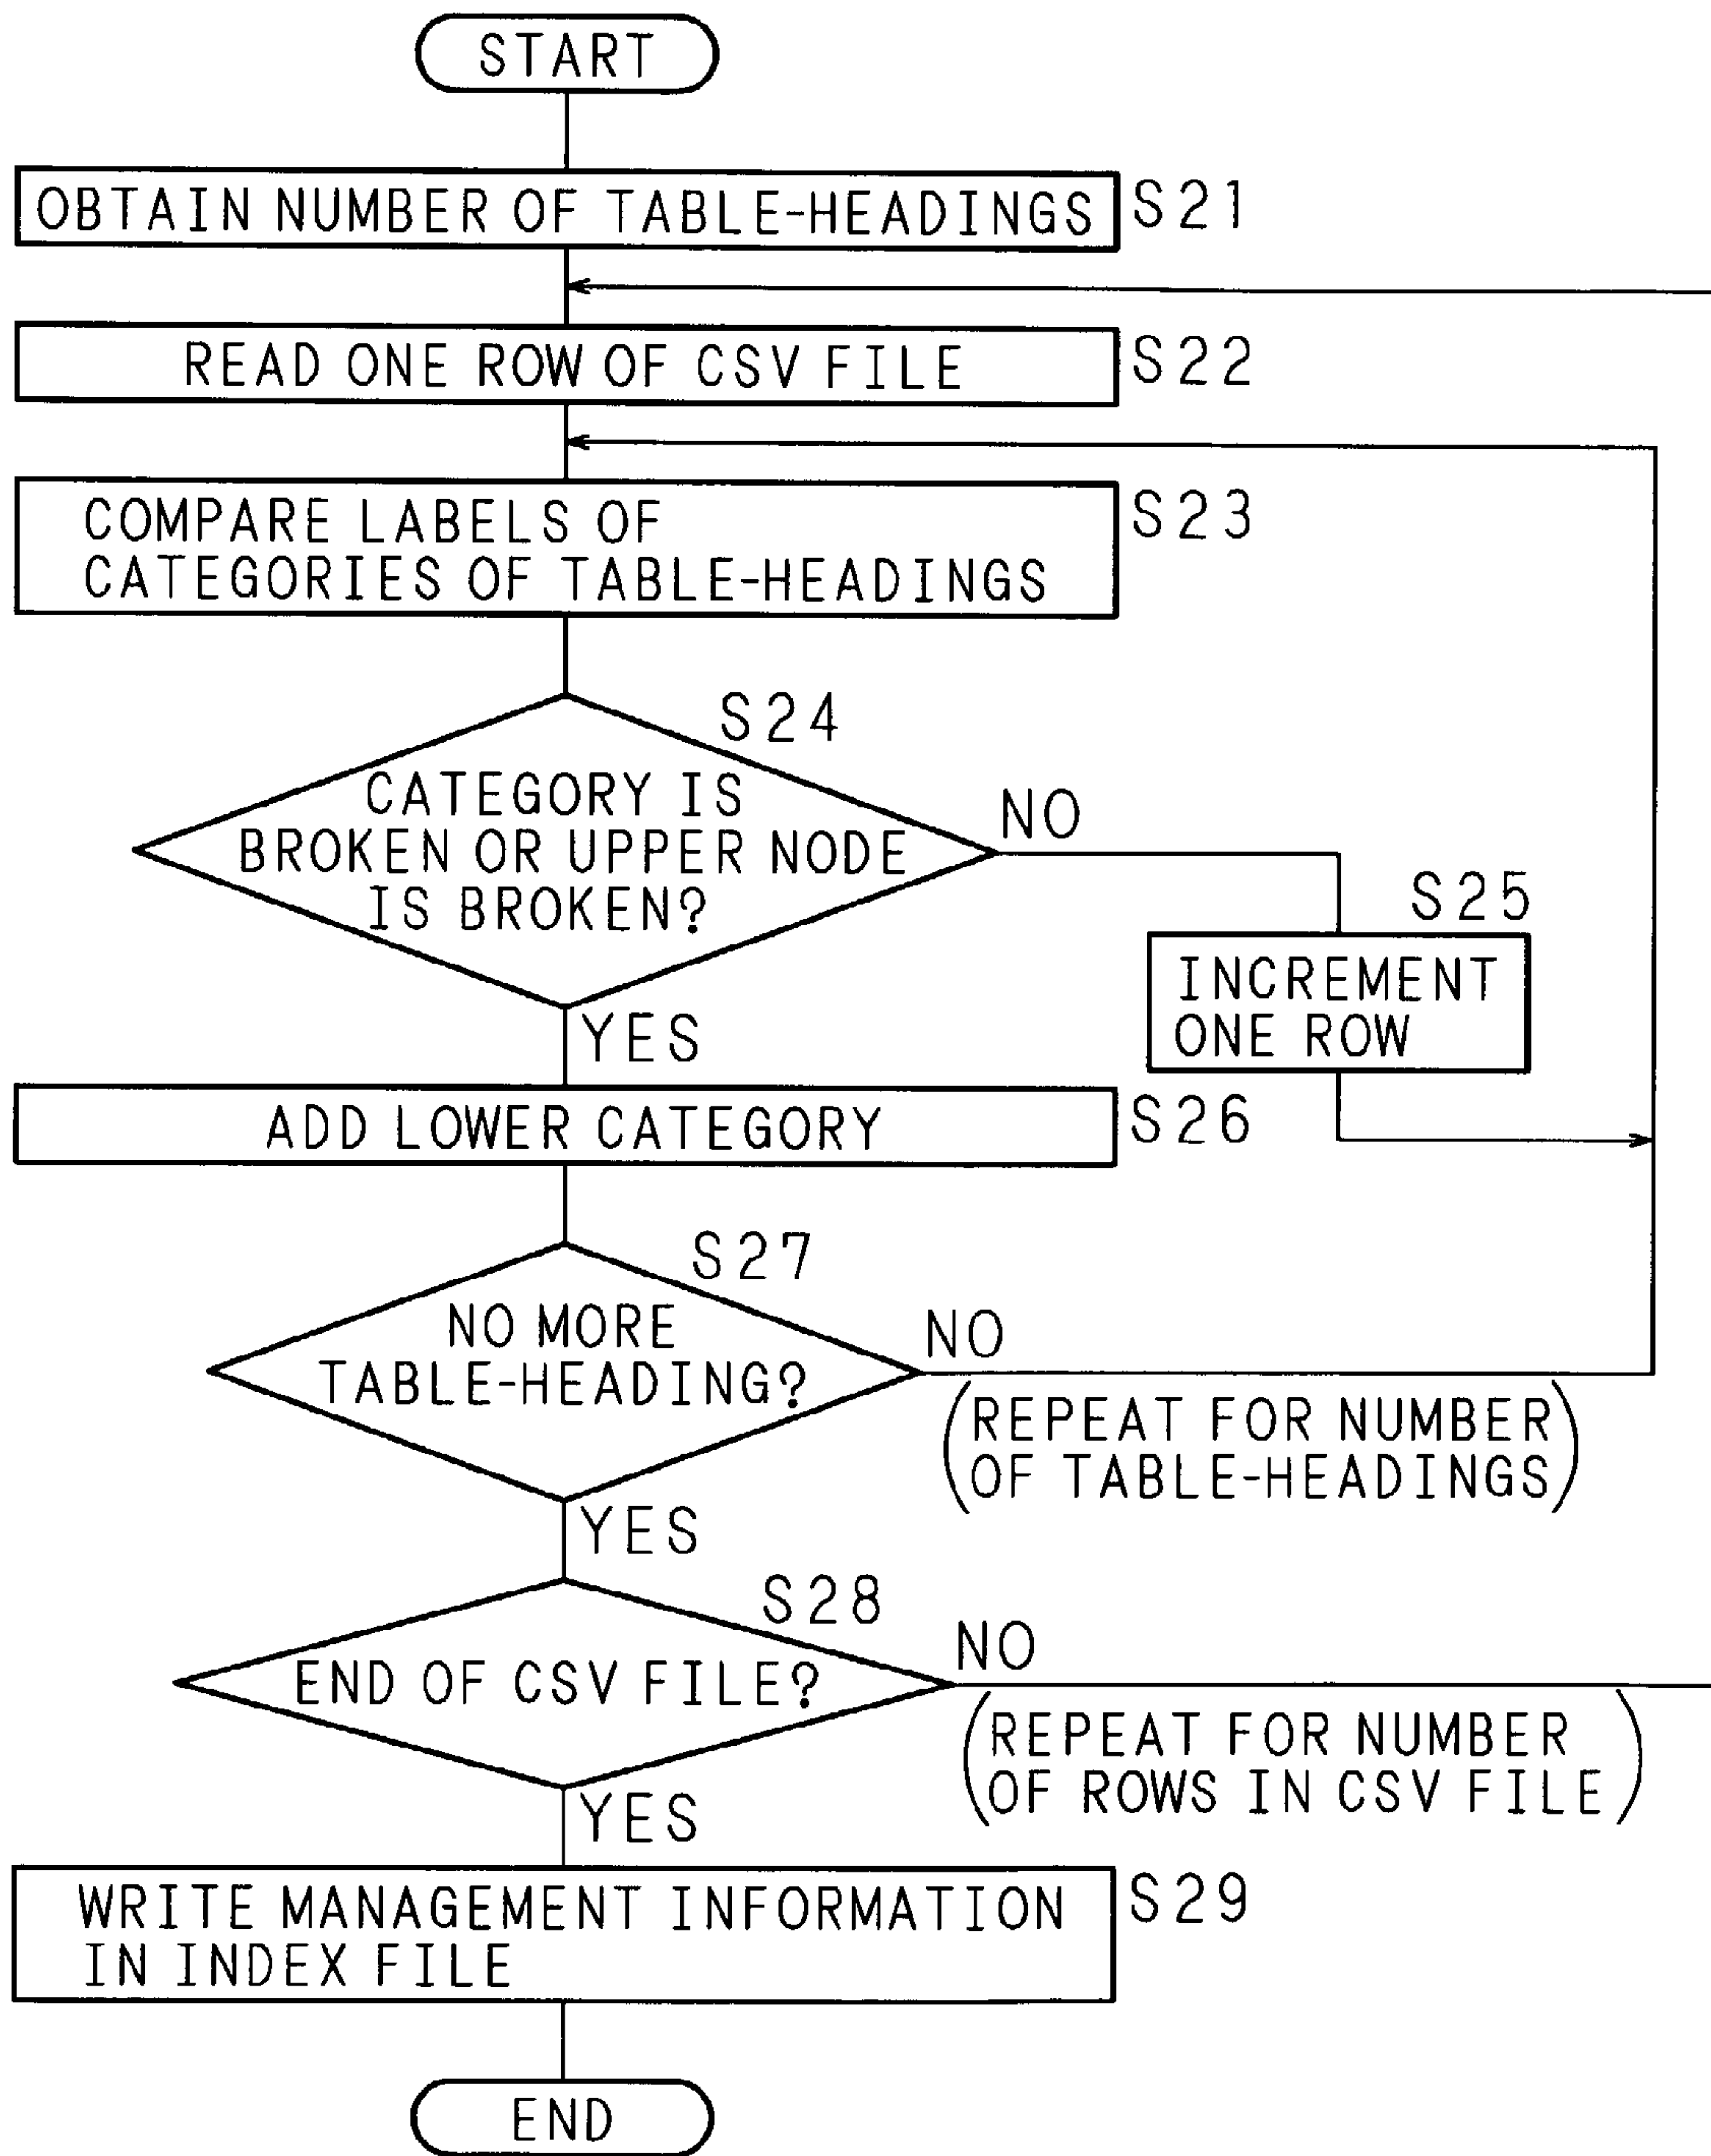 START
OBTAIN NUMBER OF TABLE-HEADINGS
S21
READ ONE ROW OF CSV FILE
S22
COMPARE LABELS OF
CATEGORIES OF TABLE-HEADINGS
S23
S24
CATEGORY IS
BROKEN OR UPPER NODE
IS BROKEN?
NO
S25
INCREMENT
ONE ROW
YES
ADD LOWER CATEGORY
S26
S27
NO MORE
TABLE-HEADING?
NO
(REPEAT FOR NUMBER
OF TABLE-HEADINGS)
YES
S28
END OF CSV FILE?
NO
(REPEAT FOR NUMBER
OF ROWS IN CSV FILE)
YES
WRITE MANAGEMENT INFORMATION
IN INDEX FILE
S29
END